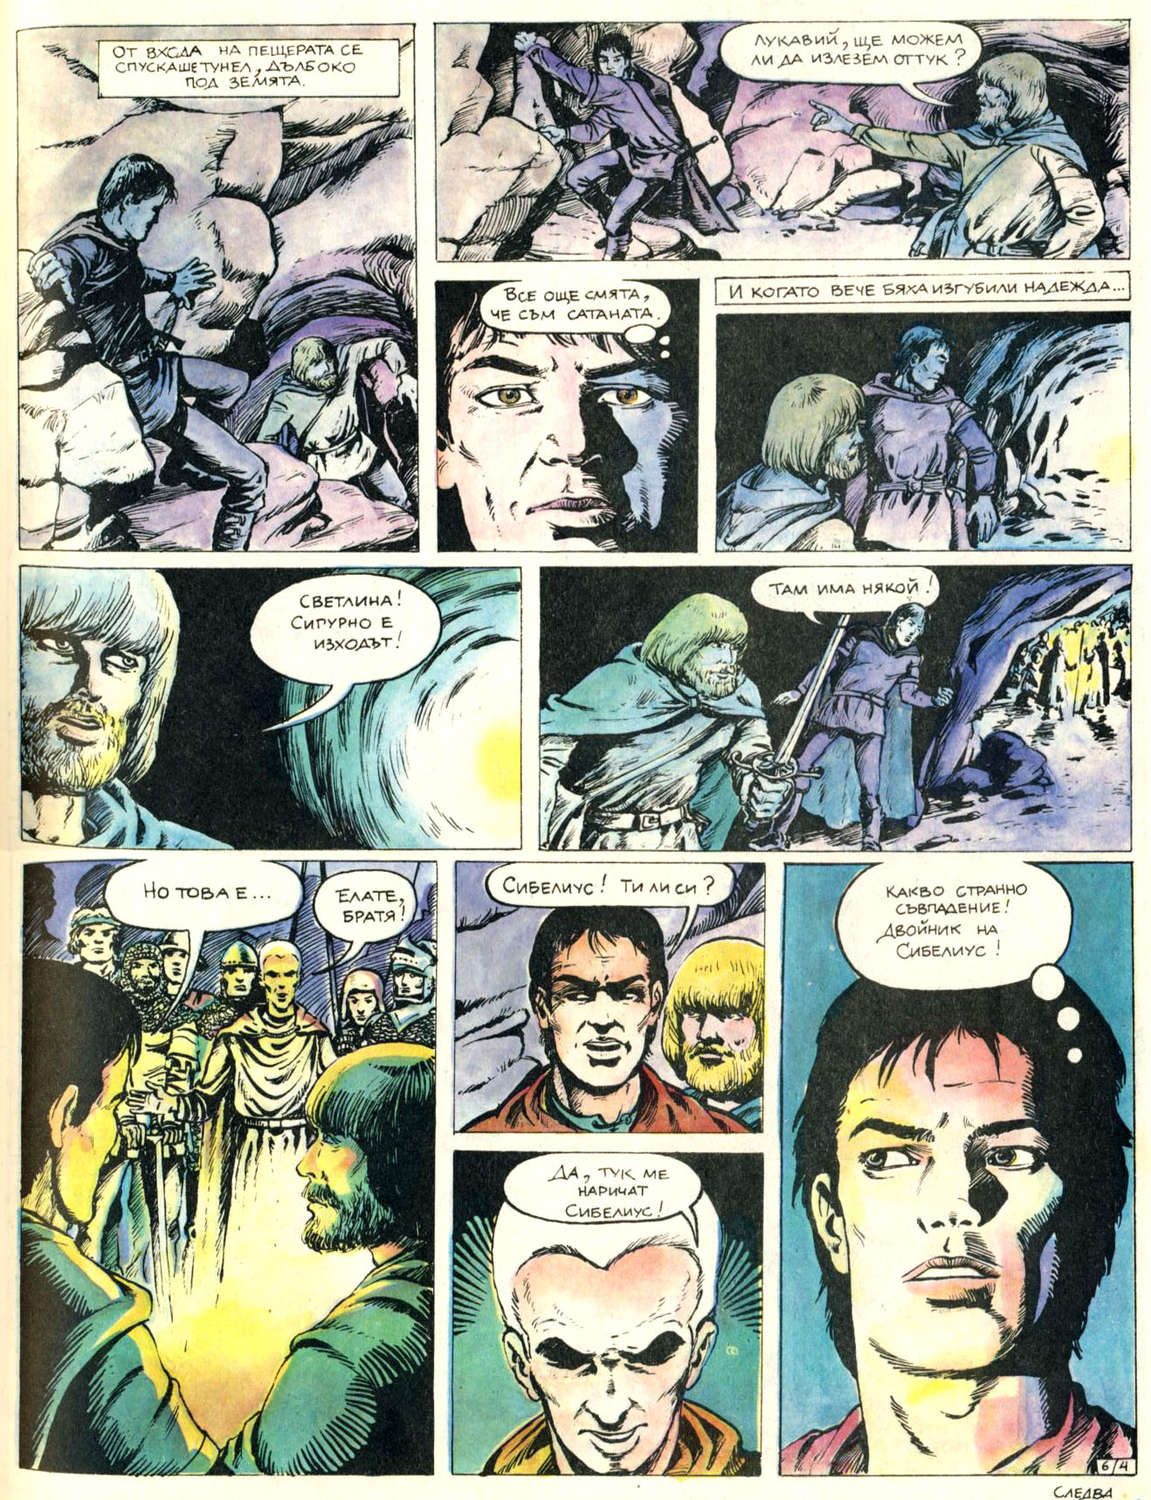 ОТ ВХОДА НА ПЕЩЕРАТА СЕ
СПУСКАШЕ ТУНЕЛ, ДЪЛБОКО
ПОД ЗЕМЯТА.
ЛУКАВИЙ, ЩЕ МОЖЕМ
ЛИ ДА ИЗЛЕЗЕМ ОТТУК?
ВСЕ ОЩЕ СМЯТА,
ЧЕ СЪМ САТАНАТА.
И КОГАТО ВЕЧЕ БЯХА ИЗГУБИЛИ НАДЕЖДА...
СВЕТЛИНА!
СИГУРНО Е
ИЗХОДЪТ!
ТАМ ИМА НЯКОЙ!
НО ТОВА Е...
ЕЛАТЕ,
БРАТЯ!
СИБЕЛИУС! ТИ ЛИ СИ?
ДА, ТУК МЕ
НАРИЧАТ
СИБЕЛИУС!
КАКВО СТРАННО
СЪВПАДЕНИЕ!
ДВОЙНИК НА
СИБЕЛИУС!
6/4
СЛЕДВА